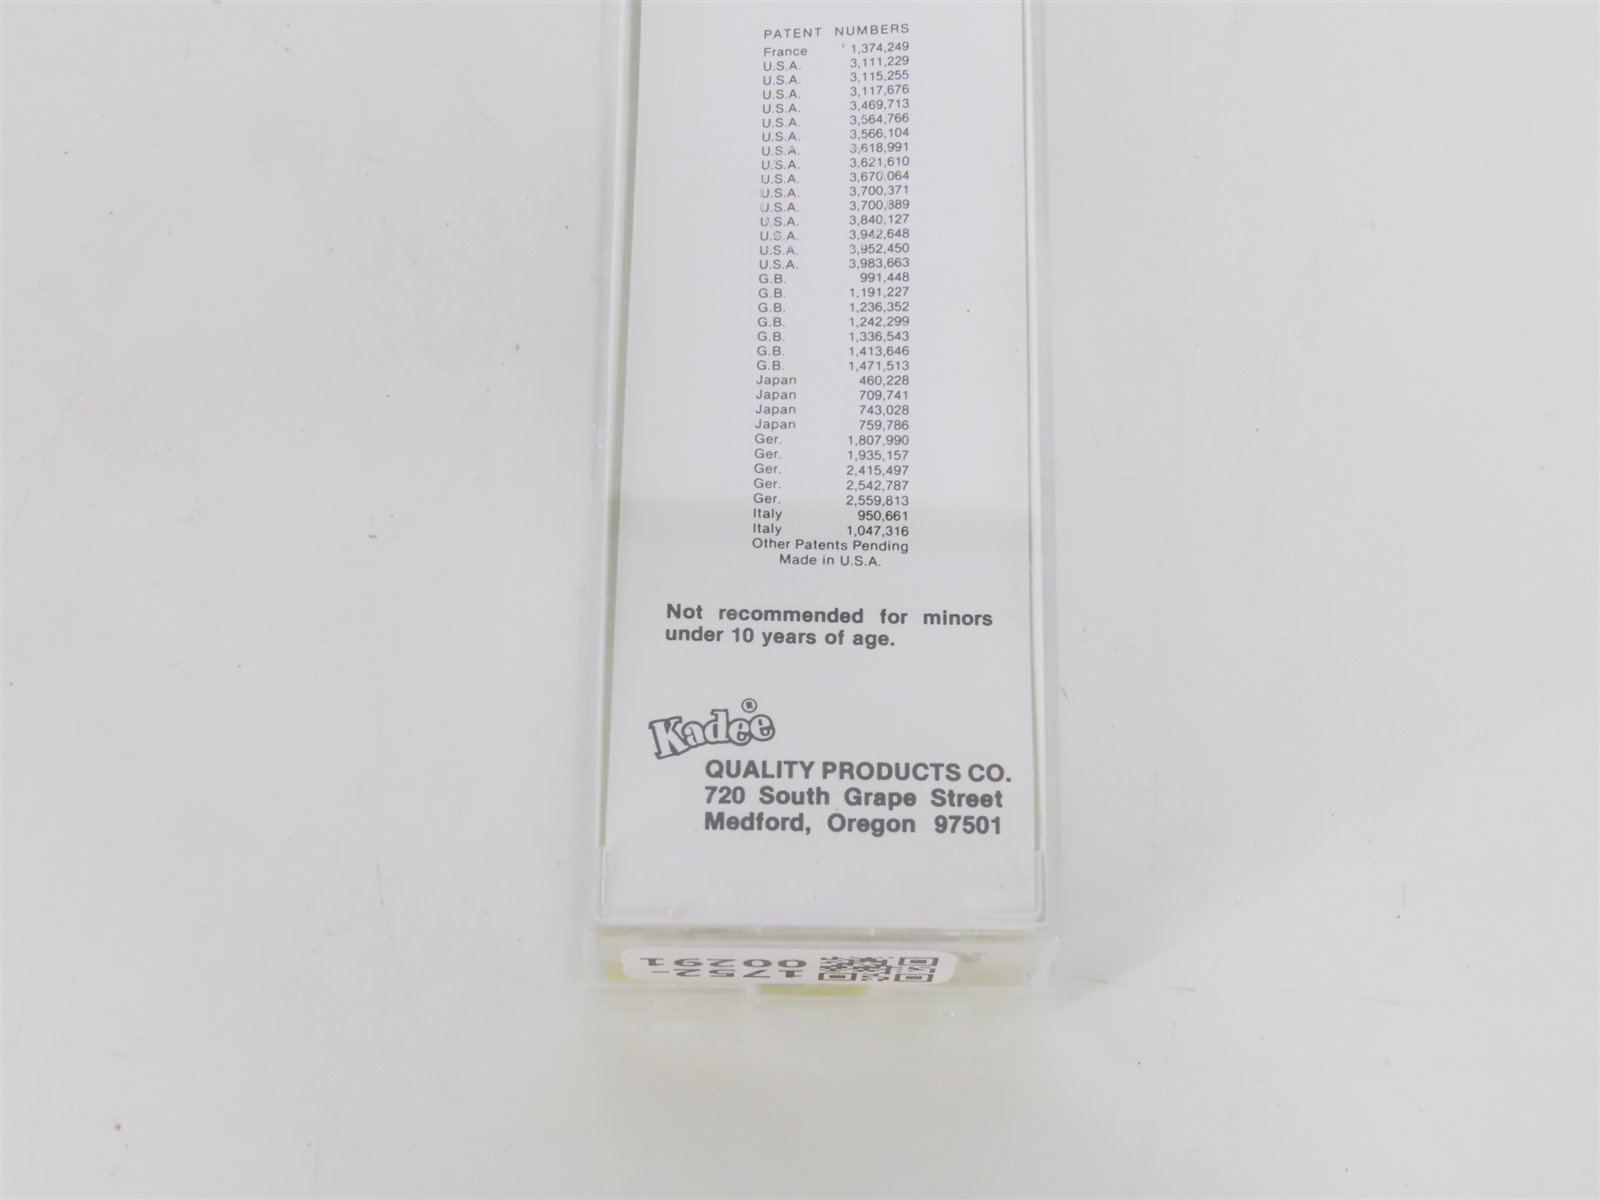 PATENT NUMBERS
France 1,374,249
U.S.A. 3,111,229
U.S.A. 3,115,255
U.S.A. 3,117,676
U.S.A. 3,469,713
U.S.A. 3,564,766
U.S.A. 3,566,104
U.S.A. 3,618,991
U.S.A. 3,621,610
U.S.A. 3,670,064
U.S.A. 3,700,371
U.S.A. 3,700,389
U.S.A. 3,840,127
U.S.A. 3,942,648
U.S.A. 3,952,450
U.S.A. 3,983,663
G.B. 991,448
G.B. 1,191,227
G.B. 1,236,352
G.B. 1,242,299
G.B. 1,336,543
G.B. 1,413,646
G.B. 1,471,513
Japan 460,228
Japan 709,741
Japan 743,028
Japan 759,786
Ger. 1,807,990
Ger. 1,935,157
Ger. 2,415,497
Ger. 2,542,787
Ger. 2,559,813
Italy 950,661
Italy 1,047,316
Other Patents Pending
Made in U.S.A.
Not recommended for minors
under 10 years of age.
Kadee®
QUALITY PRODUCTS CO.
720 South Grape Street
Medford, Oregon 97501
1752-
00291